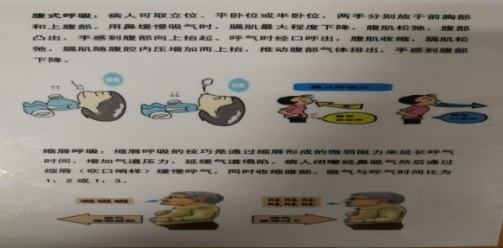 腹式呼吸：病人可取立位、平卧位或半卧位，两手分别放于前胸部
和上腹部。用鼻缓慢吸气时，膈肌最大程度下降，腹肌松弛，腹部
凸出，手感到腹部向上抬起。呼气时经口呼出，腹肌收缩，膈肌松
弛，膈肌随腹腔内压增加而上抬，推动腹部气体排出，手感到腹部
下降。
缩唇呼吸：缩唇呼吸的技巧是通过缩唇形成的微弱阻力来延长呼气
时间，增加气道压力，延缓气道塌陷。病人闭嘴经鼻吸气然后通过
缩唇（吹口哨样）缓慢呼气，同时收缩腹部。吸气与呼气时间比为
1：2或1：3。